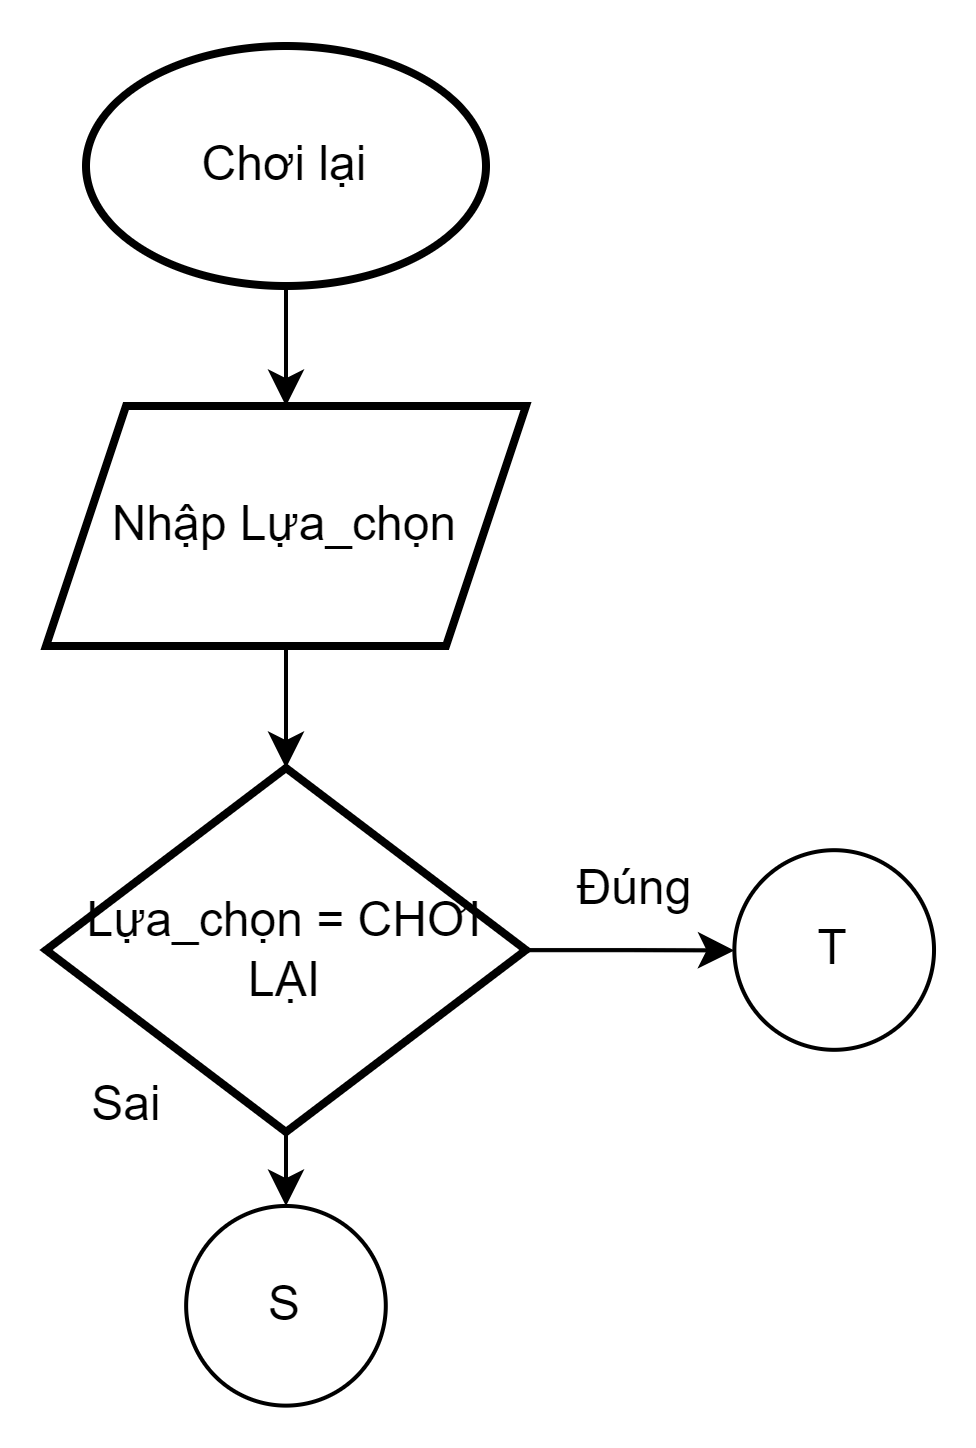 Chơi lại
Nhập Lựa_chọn
Lựa_chọn = CHƠI
LẠI
Đúng
T
Sai
S